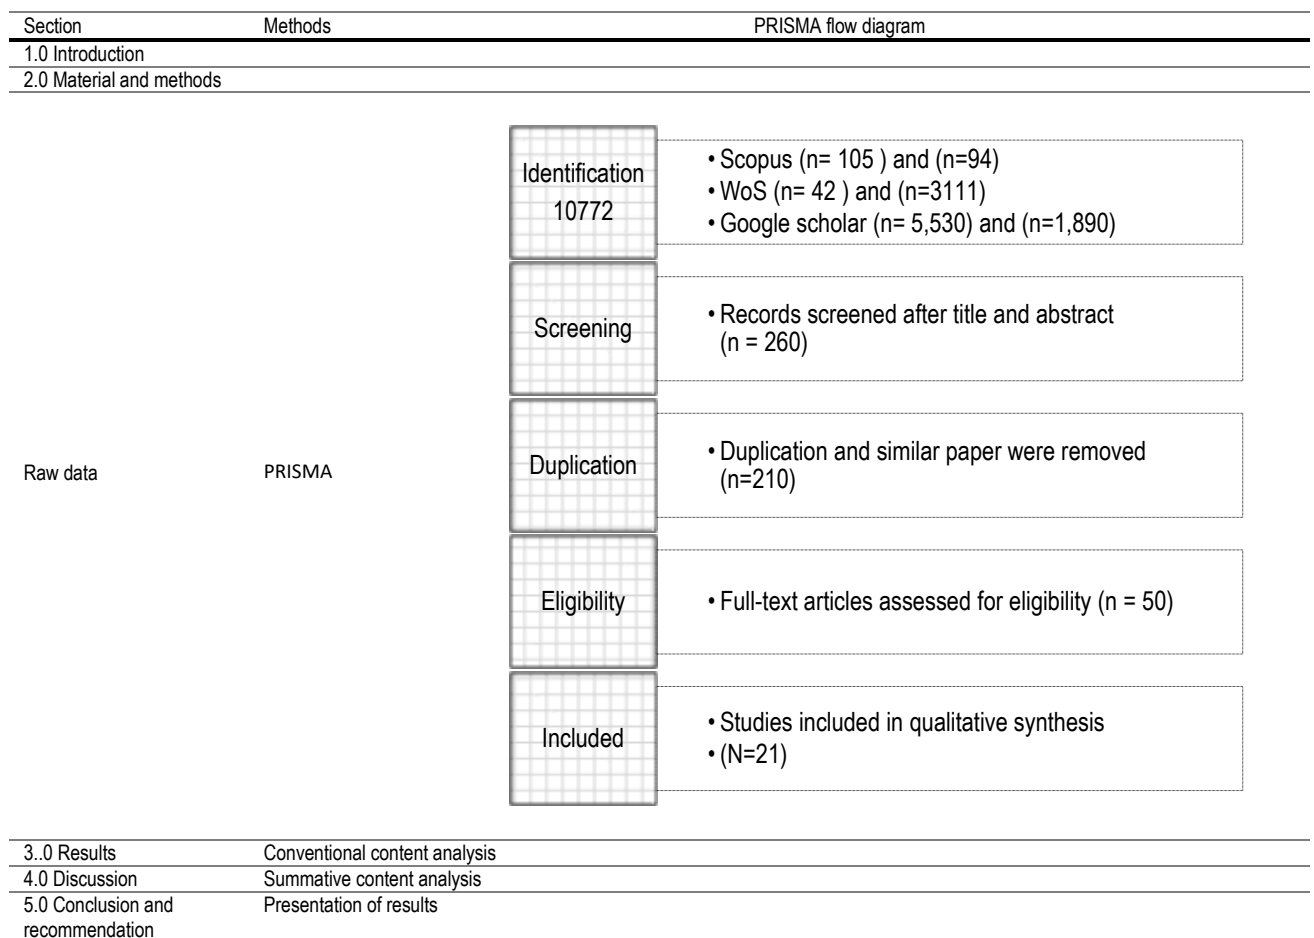 Section Methods PRISMA flow diagram
1.0 Introduction
2.0 Material and methods
Identification
10772
• Scopus (n= 105 ) and (n=94)
• WoS (n= 42 ) and (n=3111)
• Google scholar (n= 5,530) and (n=1,890)
Screening
• Records screened after title and abstract
(n = 260)
Raw data PRISMA
Duplication
• Duplication and similar paper were removed
(n=210)
Eligibility
• Full-text articles assessed for eligibility (n = 50)
Included
• Studies included in qualitative synthesis
• (N=21)
3..0 Results Conventional content analysis
4.0 Discussion Summative content analysis
5.0 Conclusion and Presentation of results
recommendation